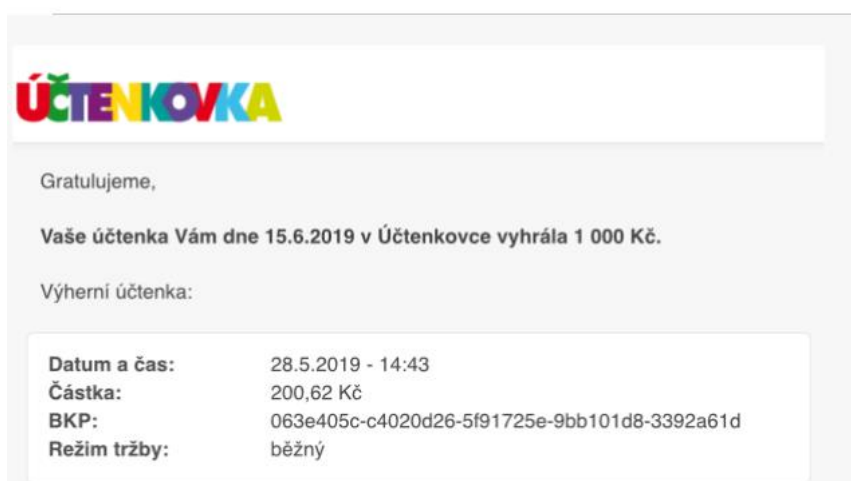 ÚČTENKOVKA
Gratulujeme,
Vaše účtenka Vám dne 15.6.2019 v Účtenkovce vyhrála 1 000 Kč.
Výherní účtenka:
Datum a čas: 28.5.2019 - 14:43
Částka: 200,62 Kč
BKP: 063e405c-c4020d26-5f91725e-9bb101d8-3392a61d
Režim tržby: běžný